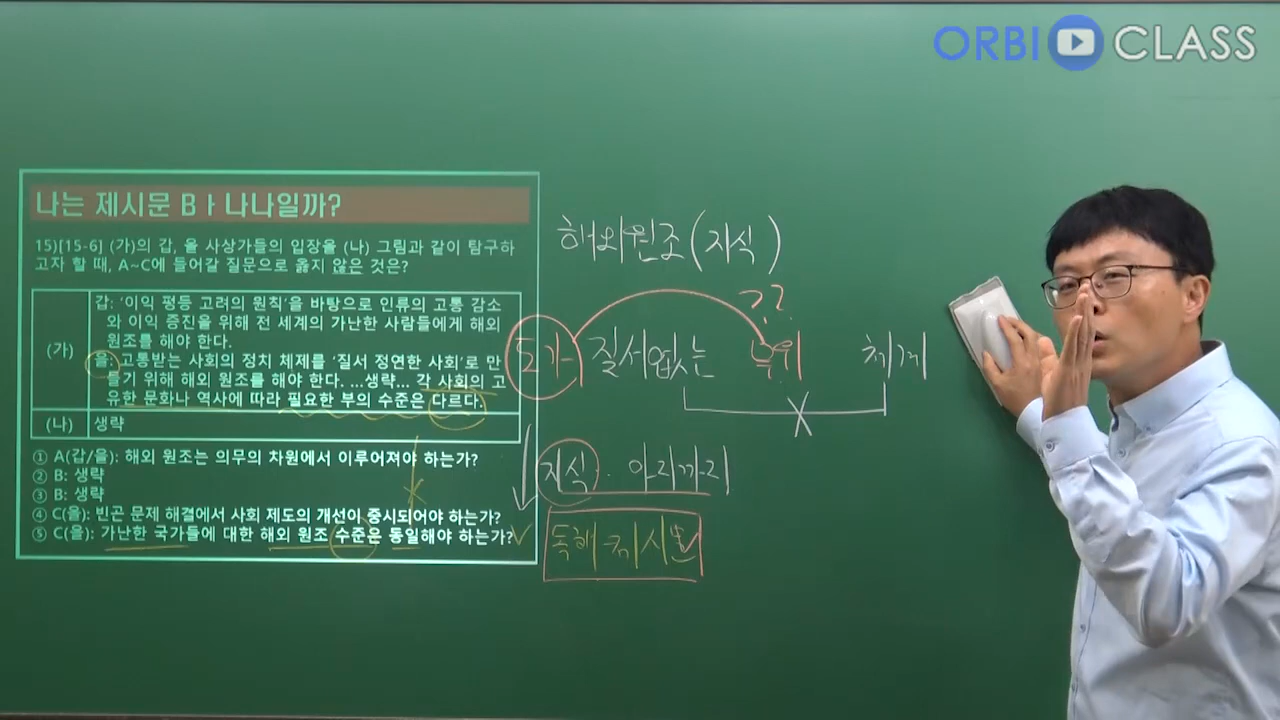 ORBI CLASS
나는 제시문 Bㅏ나나일까?
15)[15-6] (가)의 갑, 을 사상가들의 입장을 (나) 그림과 같이 탐구하
고자 할 때, A~C에 들어갈 질문으로 옳지 않은 것은?
(가)
갑: '이익 평등 고려의 원칙'을 바탕으로 인류의 고통 감소
와 이익 증진을 위해 전 세계의 가난한 사람들에게 해외
원조를 해야 한다.
을: 고통받는 사회의 정치 체제를 '질서 정연한 사회'로 만
들기 위해 해외 원조를 해야 한다. ...생략... 각 사회의 고
유한 문화나 역사에 따라 필요한 부의 수준은 다르다.
(나) 생략
① A(갑/을): 해외 원조는 의무의 차원에서 이루어져야 하는가?
② B: 생략
③ B: 생략
④ C(을): 빈곤 문제 해결에서 사회 제도의 개선이 중시되어야 하는가?
⑤ C(을): 가난한 국가들에 대한 해외 원조 수준은 동일해야 하는가?
해외원조(지식)
??
질서없는 체제
X
지식. 아리까리
독해 제시문